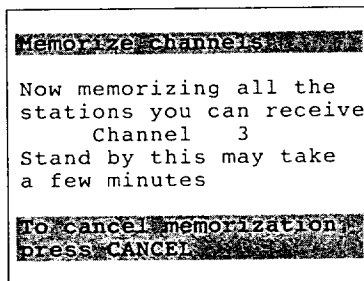 Memorize channels
Now memorizing all the
stations you can receive
Channel 3
Stand by this may take
a few minutes
To cancel memorization,
press CANCEL